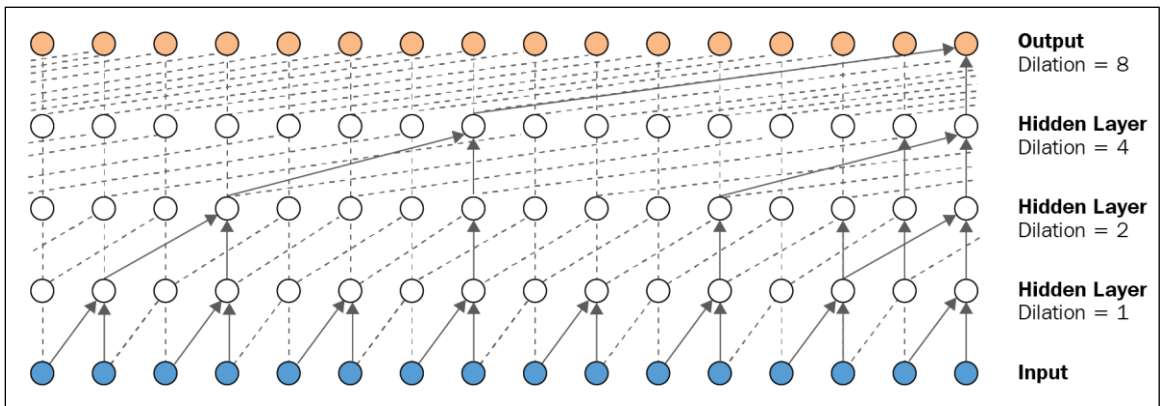 Output
Dilation = 8
Hidden Layer
Dilation = 4
Hidden Layer
Dilation = 2
Hidden Layer
Dilation = 1
Input